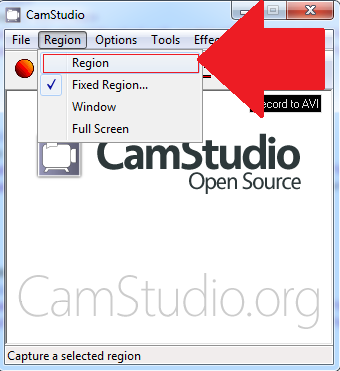 CamStudio
File Region Options Tools Effec
Region
Fixed Region...
Window
Full Screen
ecord to AVI
CamStudio
Open Source
CamStudio.org
Capture a selected region